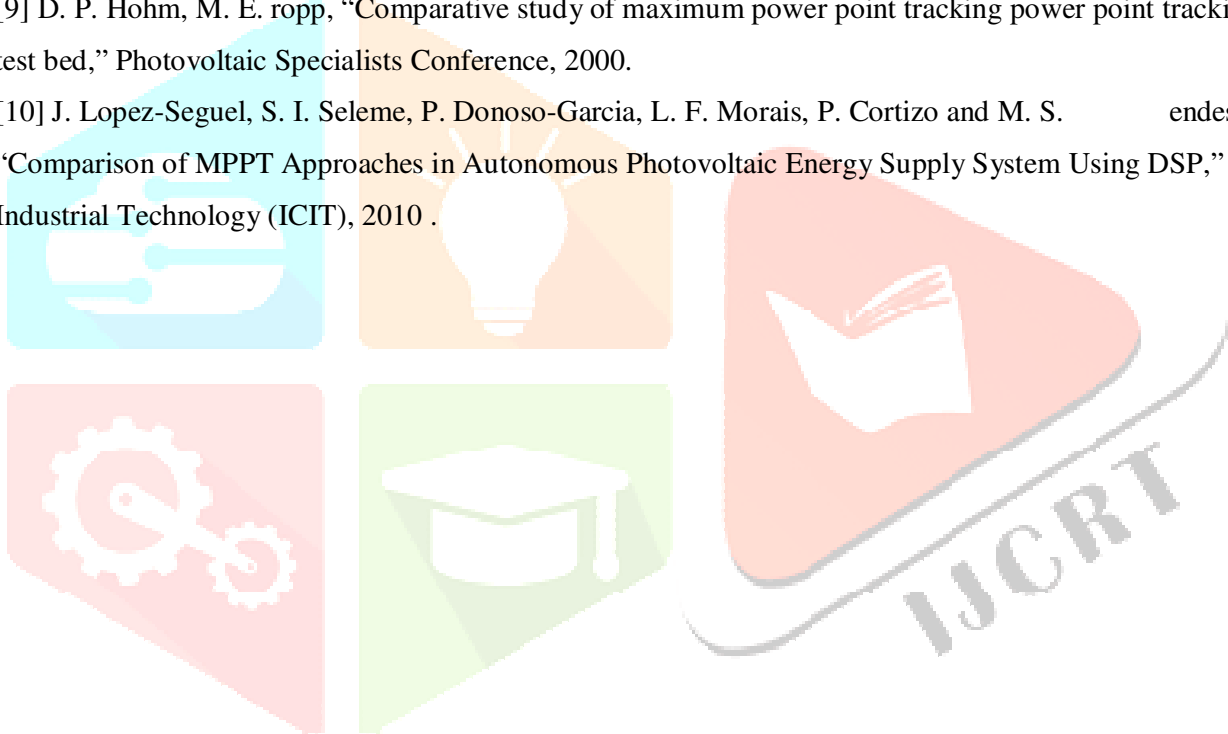 [9] D. P. Hohm, M. E. ropp, “Comparative study of maximum power point tracking power point tracki
test bed,” Photovoltaic Specialists Conference, 2000.
[10] J. Lopez-Seguel, S. I. Seleme, P. Donoso-Garcia, L. F. Morais, P. Cortizo and M. S. endes
“Comparison of MPPT Approaches in Autonomous Photovoltaic Energy Supply System Using DSP,”
Industrial Technology (ICIT), 2010 .
IJCRT